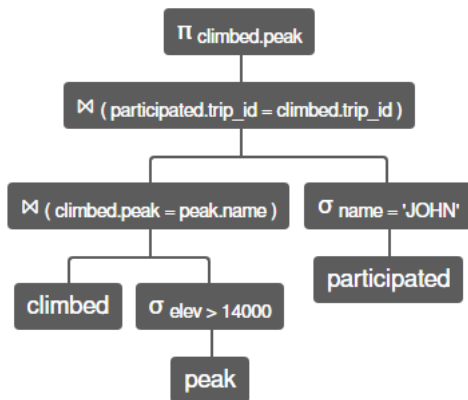 π climbed.peak
⋈ ( participated.trip_id = climbed.trip_id )
⋈ ( climbed.peak = peak.name )
σ name = 'JOHN'
climbed
σ elev > 14000
participated
peak